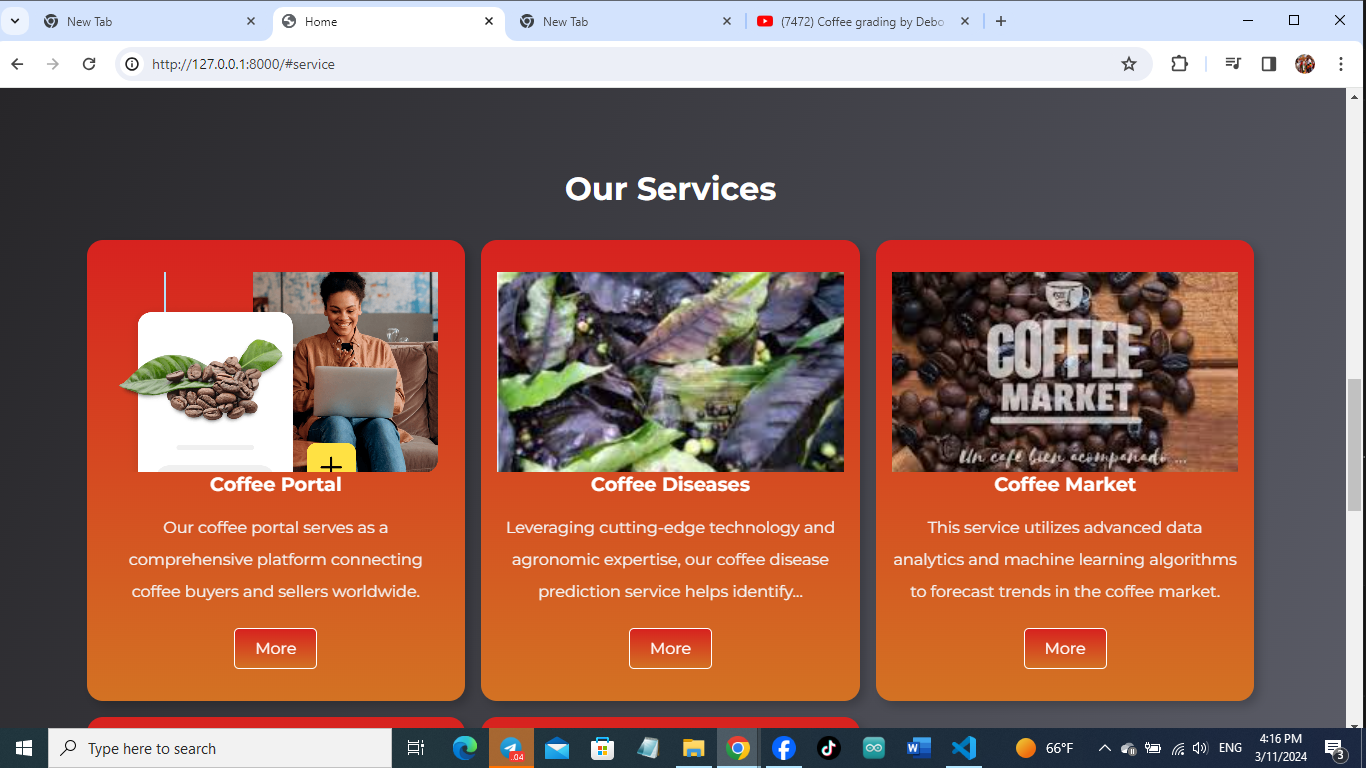 New Tab
Home
New Tab
(7472) Coffee grading by Debo
http://127.0.0.1:8000/#service
Our Services
COFFEE
MARKET
Un café bien acompañado ...
Coffee Portal
Our coffee portal serves as a
comprehensive platform connecting
coffee buyers and sellers worldwide.
More
Coffee Diseases
Leveraging cutting-edge technology and
agronomic expertise, our coffee disease
prediction service helps identify...
More
Coffee Market
This service utilizes advanced data
analytics and machine learning algorithms
to forecast trends in the coffee market.
More
Type here to search
.04
66°F
ENG
4:16 PM
3/11/2024
3